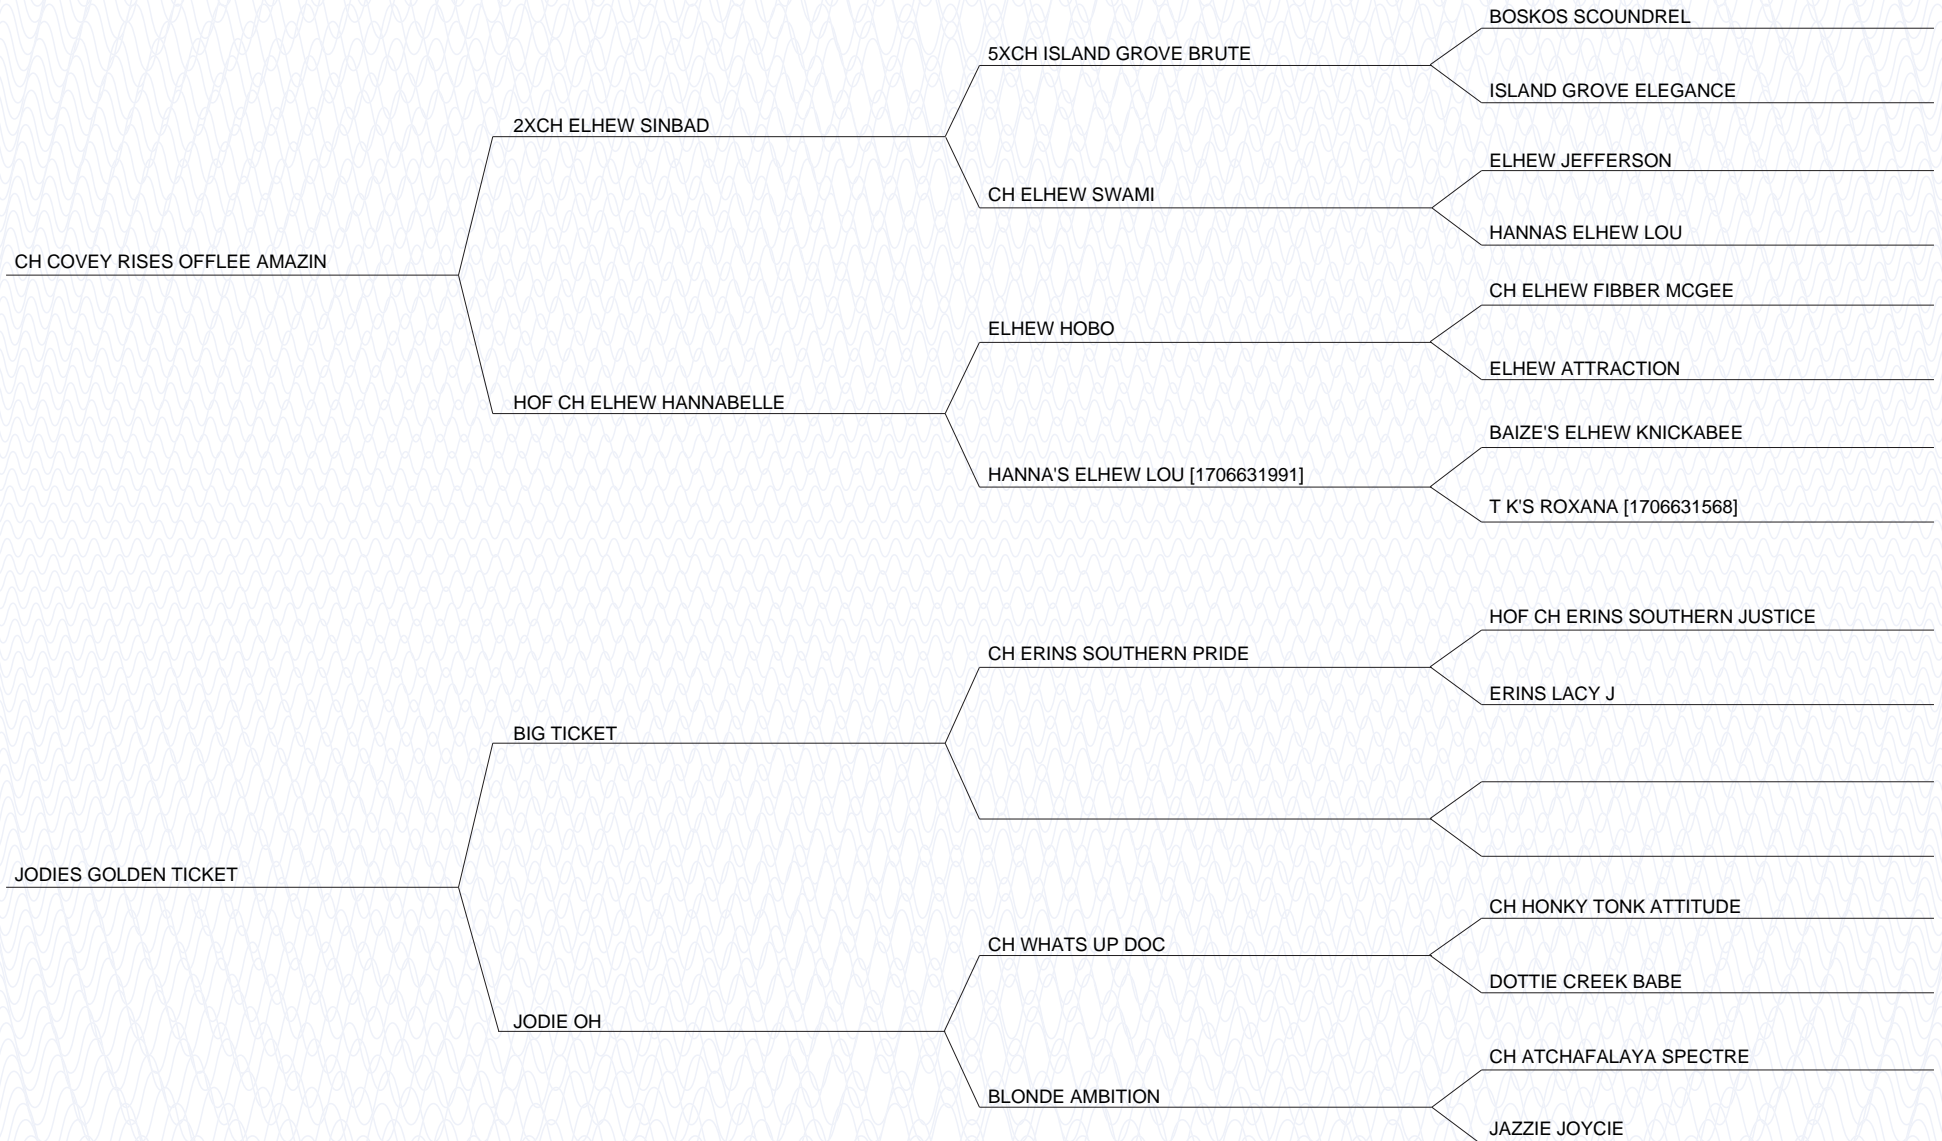 BOSKOS SCOUNDREL
5XCH ISLAND GROVE BRUTE
ISLAND GROVE ELEGANCE
2XCH ELHEW SINBAD
ELHEW JEFFERSON
CH ELHEW SWAMI
HANNAS ELHEW LOU
CH COVEY RISES OFFLEE AMAZIN
CH ELHEW FIBBER MCGEE
ELHEW HOBO
ELHEW ATTRACTION
HOF CH ELHEW HANNABELLE
BAIZE'S ELHEW KNICKABEE
HANNA'S ELHEW LOU [1706631991]
T K'S ROXANA [1706631568]
HOF CH ERINS SOUTHERN JUSTICE
CH ERINS SOUTHERN PRIDE
ERINS LACY J
BIG TICKET
JODIES GOLDEN TICKET
CH HONKY TONK ATTITUDE
CH WHATS UP DOC
DOTTIE CREEK BABE
JODIE OH
CH ATCHAFALAYA SPECTRE
BLONDE AMBITION
JAZZIE JOYCIE